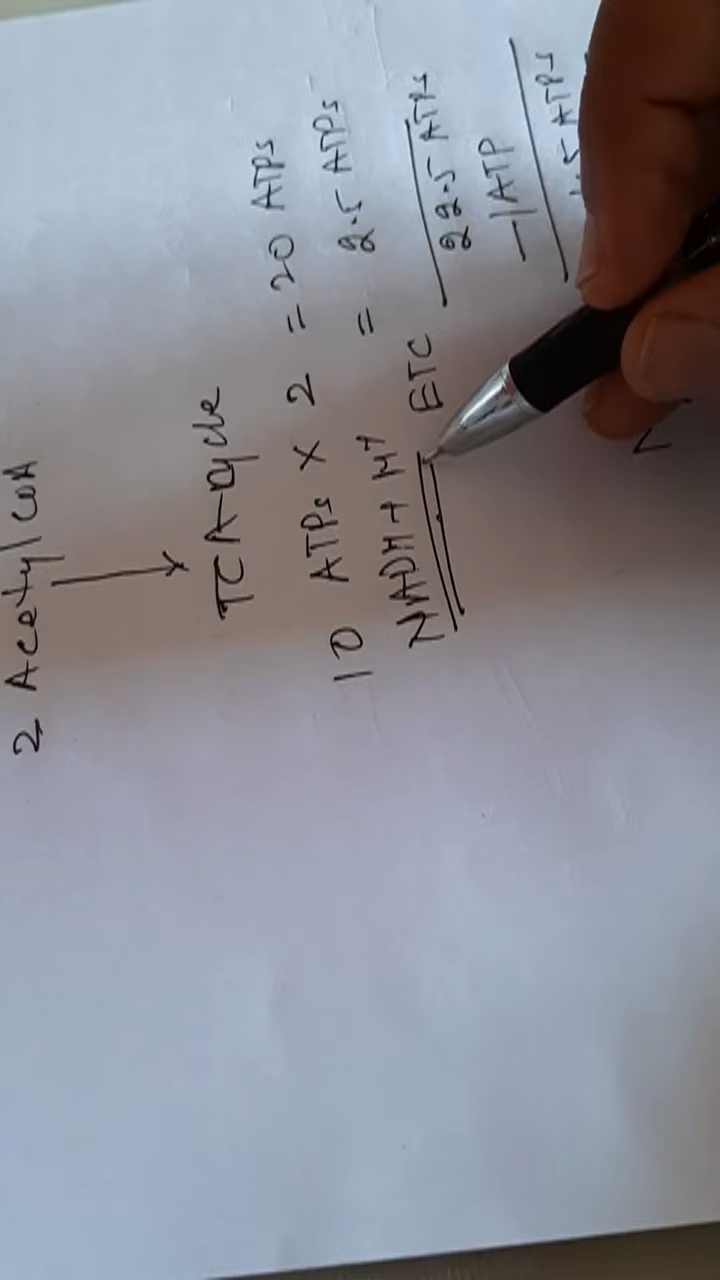 2 Acetyl CoA
TCA-cycle
10 ATPs × 2 = 20 ATPs
NADH + H+ = 2.5 ATPs
ETC 22.5 ATPs
-1 ATP
ATPs